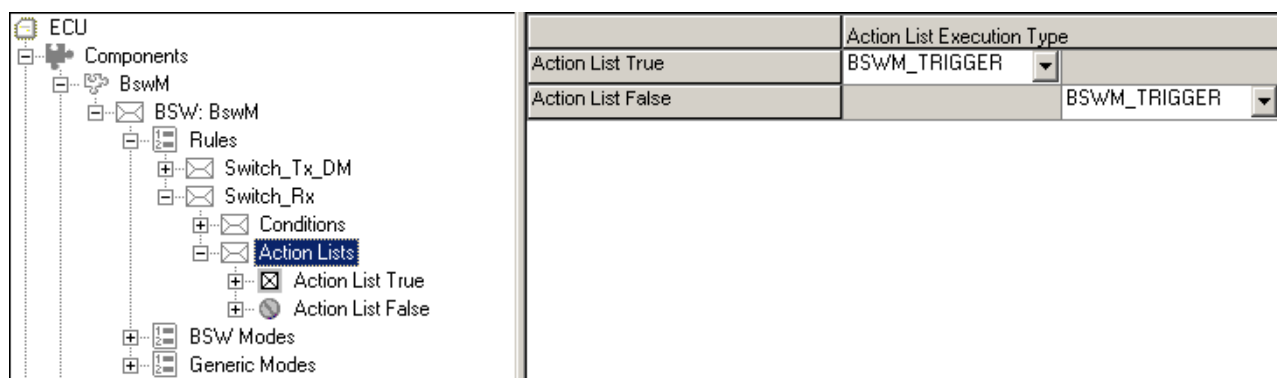 ECU
Components
BswM
BSW: BswM
Rules
Switch_Tx_DM
Switch_Rx
Conditions
Action Lists
Action List True
Action List False
BSW Modes
Generic Modes
Action List Execution Type
Action List True BSWM_TRIGGER
Action List False BSWM_TRIGGER